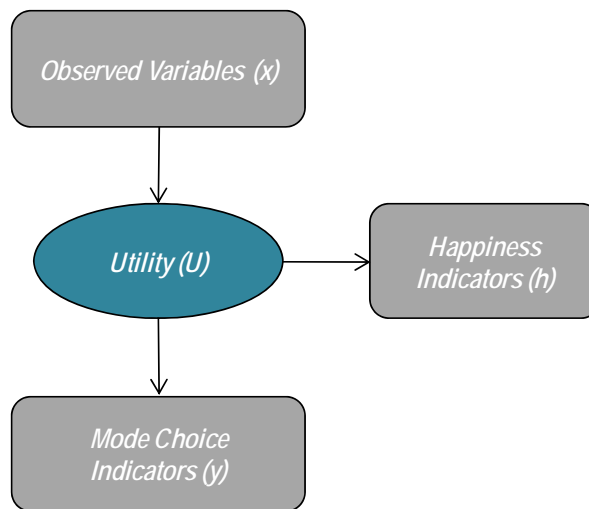 Observed Variables (x)
Utility (U)
Happiness
Indicators (h)
Mode Choice
Indicators (y)